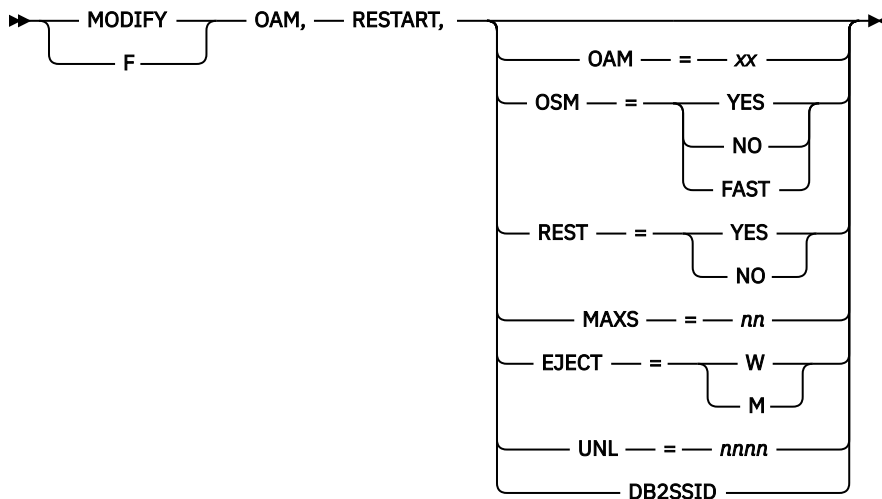 MODIFY OAM, RESTART,
F
OAM = xx
OSM = YES
NO
FAST
REST = YES
NO
MAXS = nn
EJECT = W
M
UNL = nnnn
DB2SSID